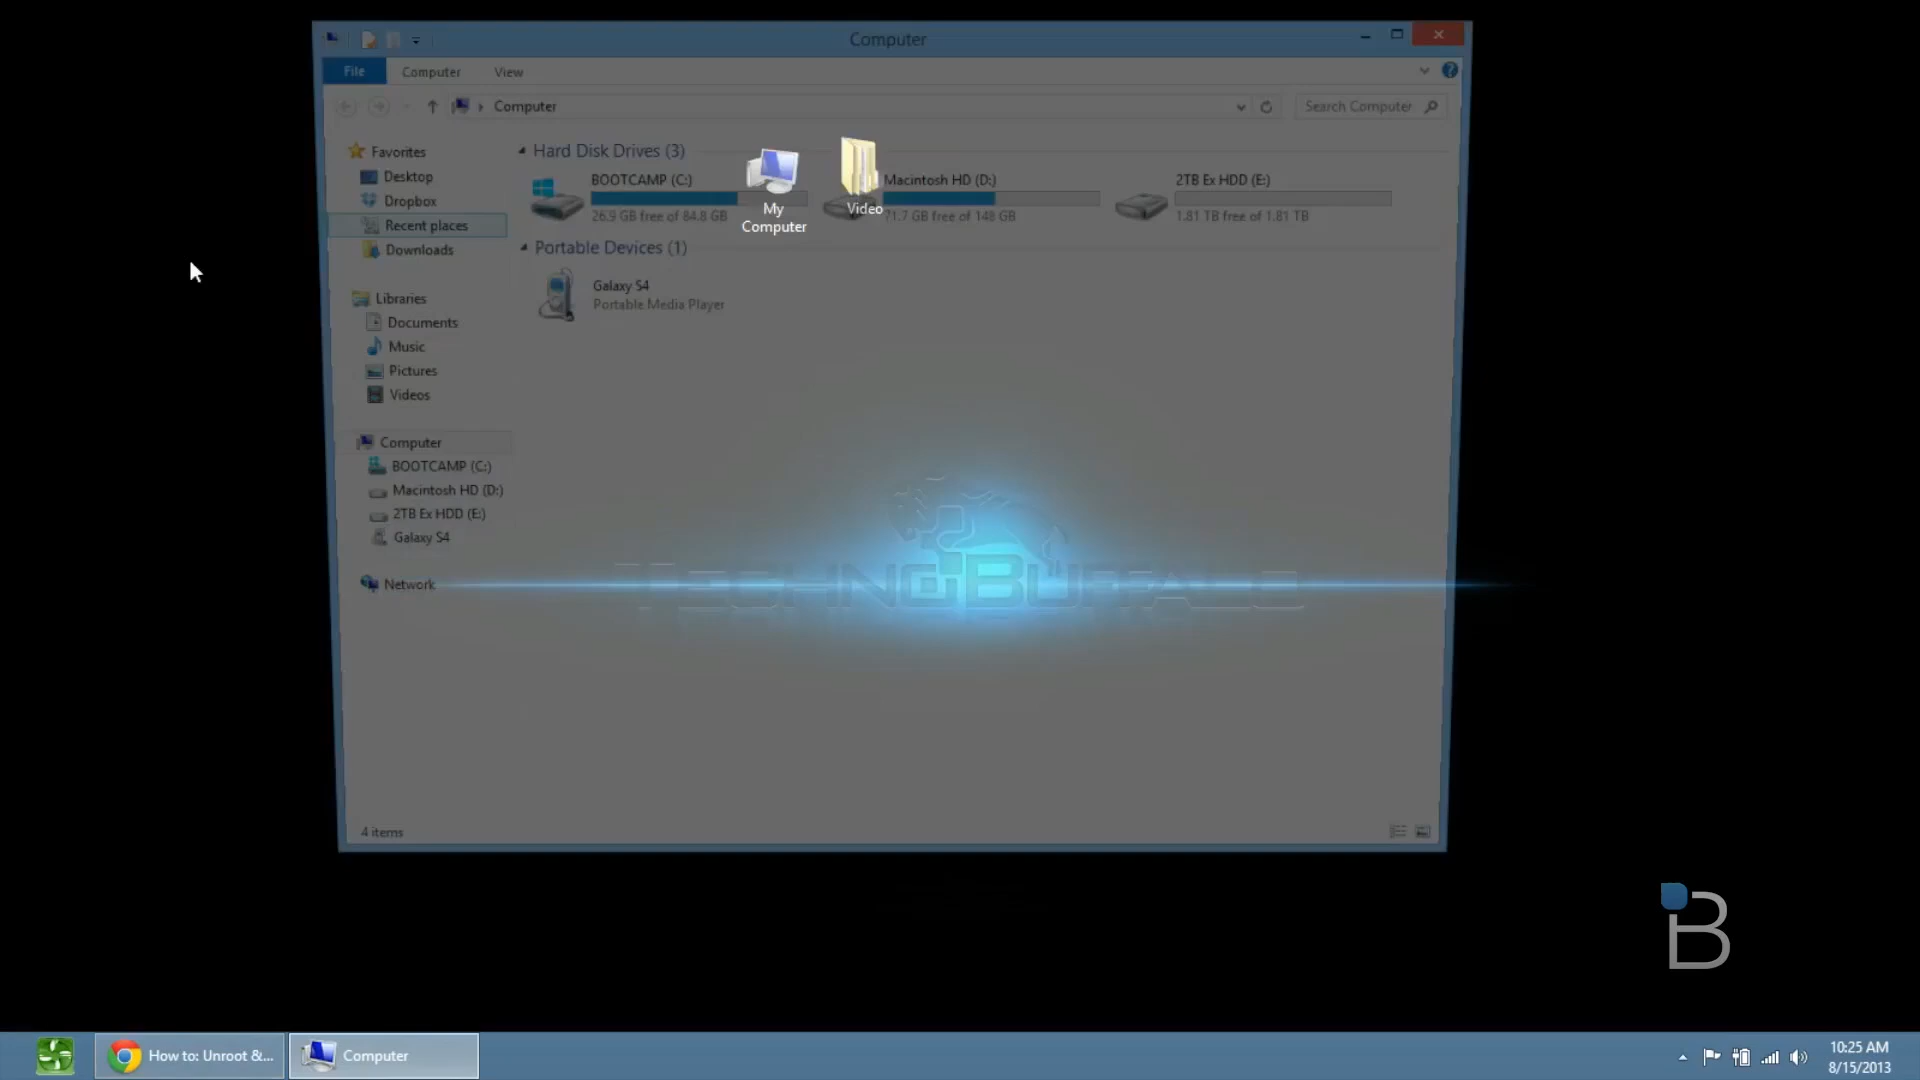 Computer
File
Computer
View
Computer
Search Computer
Favorites
Desktop
Dropbox
Recent places
Downloads
Libraries
Documents
Music
Pictures
Videos
Computer
BOOTCAMP (C:)
Macintosh HD (D:)
2TB Ex HDD (E:)
Galaxy S4
Network
Hard Disk Drives (3)
BOOTCAMP (C:)
26.9 GB free of 84.8 GB
My
Computer
Video
Macintosh HD (D:)
71.7 GB free of 148 GB
2TB Ex HDD (E:)
1.81 TB free of 1.81 TB
Portable Devices (1)
Galaxy S4
Portable Media Player
TECHNOBUFFALO
4 items
B
How to: Unroot &...
Computer
10:25 AM
8/15/2013